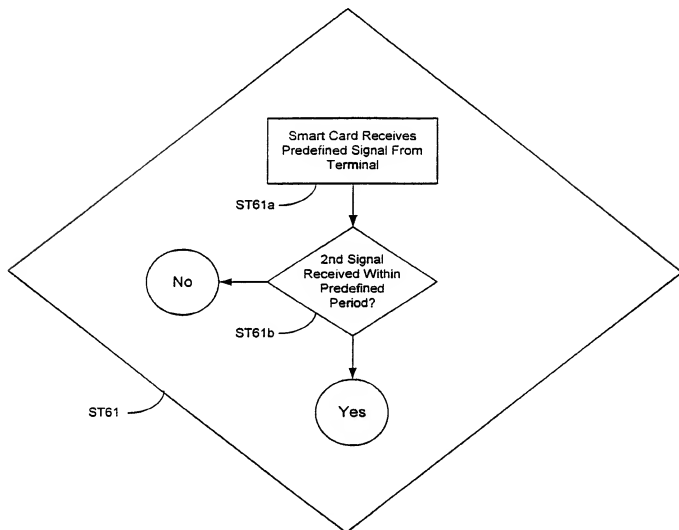 Smart Card Receives
Predefined Signal From
Terminal
ST61a
2nd Signal
Received Within
Predefined
Period?
No
ST61b
Yes
ST61